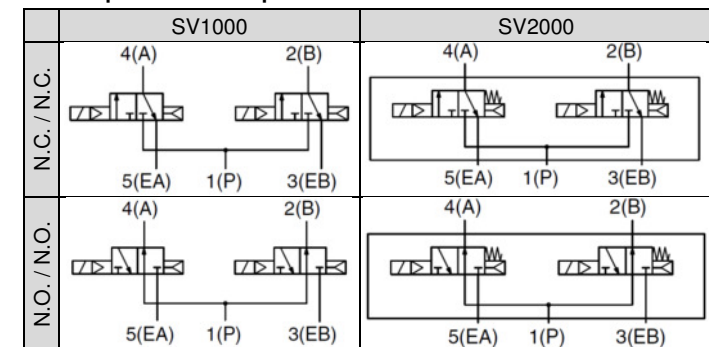 SV1000 SV2000
N.C. / N.C.
4(A) 2(B) 4(A) 2(B)
5(EA) 1(P) 3(EB) 5(EA) 1(P) 3(EB)
N.O. / N.O.
4(A) 2(B) 4(A) 2(B)
5(EA) 1(P) 3(EB) 5(EA) 1(P) 3(EB)